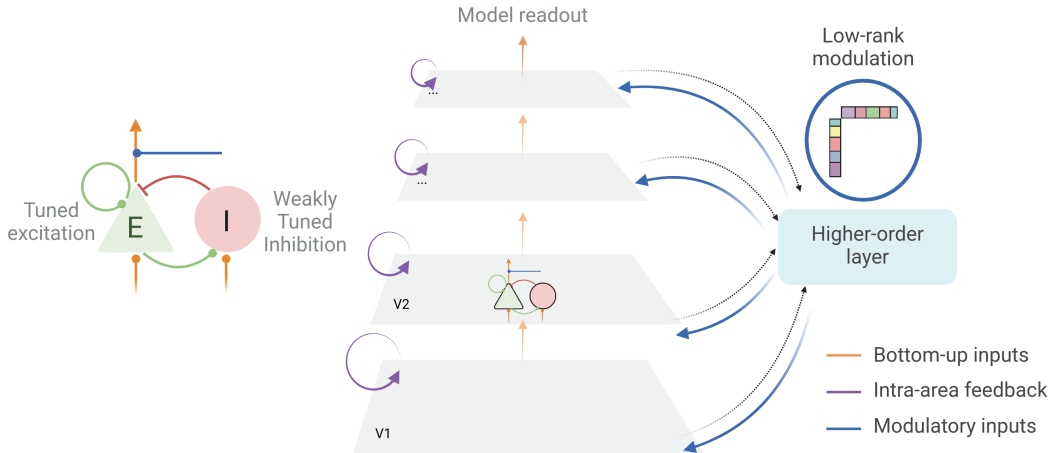 Model readout
Low-rank
modulation
...
...
Tuned
excitation
E
I
Weakly
Tuned
Inhibition
Higher-order
layer
V2
V1
Bottom-up inputs
Intra-area feedback
Modulatory inputs